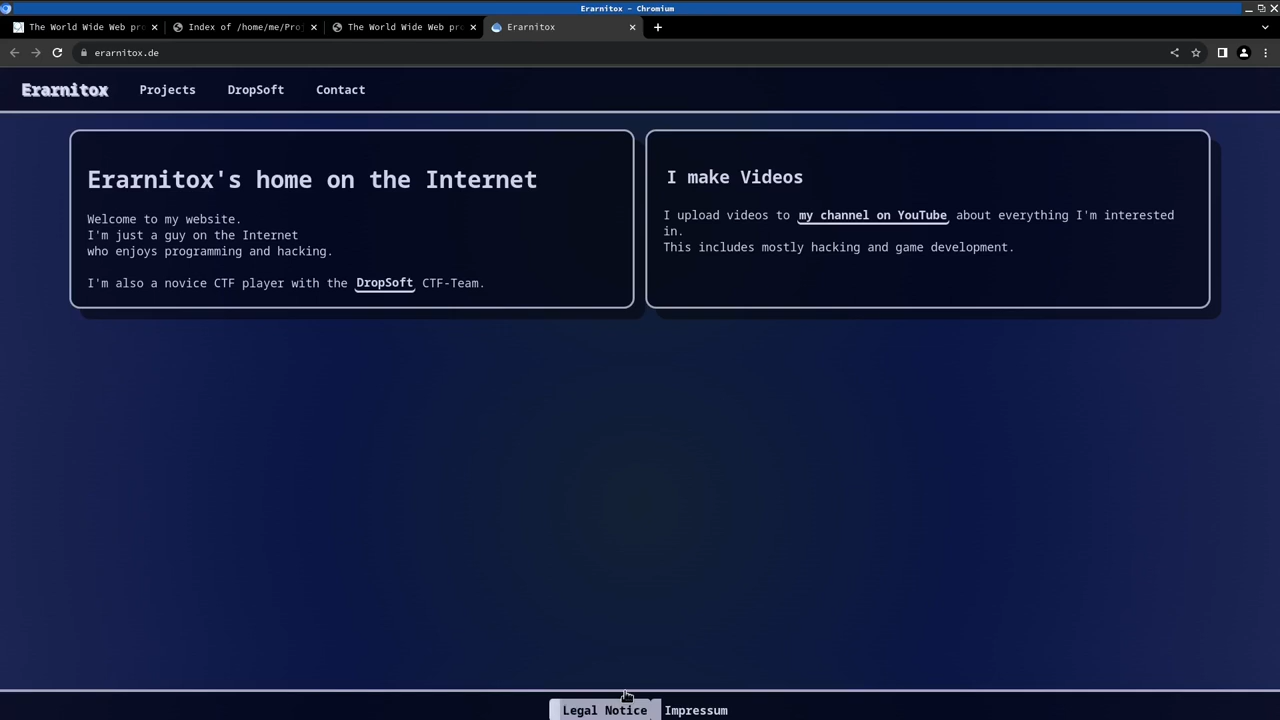 Erarnitox - Chromium
The World Wide Web pr
Index of /home/me/Proj
The World Wide Web pr
Erarnitox
erarnitox.de
Erarnitox
Projects
DropSoft
Contact
Erarnitox's home on the Internet
Welcome to my website.
I'm just a guy on the Internet
who enjoys programming and hacking.
I'm also a novice CTF player with the DropSoft CTF-Team.
I make Videos
I upload videos to my channel on YouTube about everything I'm interested
in.
This includes mostly hacking and game development.
Legal Notice
Impressum